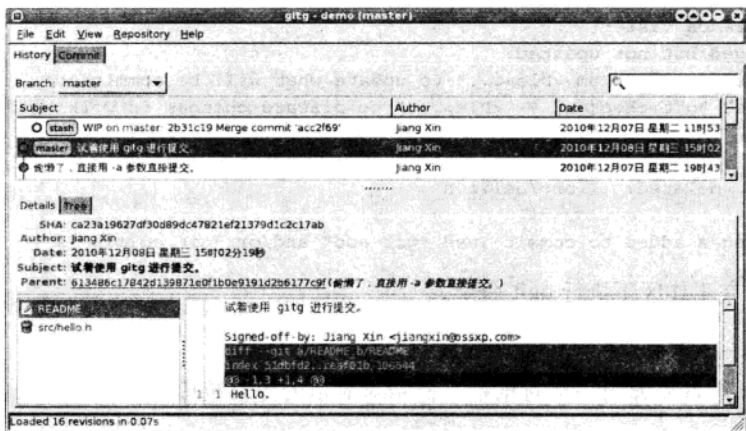 gitg - demo (master)
File Edit View Repository Help
History Commit
Branch: master
Subject Author Date
stash WIP on master: 2b31c19 Merge commit 'acc2f69' Jiang Xin 2010年12月07日 星期二 11时53
master 试着使用 gitg 进行提交。 Jiang Xin 2010年12月08日 星期三 15时02
偷懒了，直接用 -a 参数直接提交。 Jiang Xin 2010年12月07日 星期二 19时43
Details Tree
SHA: ca23a19627df30d89dc47821ef21379d1c2c17ab
Author: Jiang Xin
Date: 2010年12月08日 星期三 15时02分19秒
Subject: 试着使用 gitg 进行提交。
Parent: 613486c17842d139871e0f1b0e9191d2b6177c9f (偷懒了，直接用 -a 参数直接提交。)
README
src/hello.h
试着使用 gitg 进行提交。
Signed-off-by: Jiang Xin <jiangxin@ossxp.com>
diff --git a/README b/README
index 51dbfd2..ceaf01b 100644
@@ -1,3 +1,4 @@
1 1 Hello.
Loaded 16 revisions in 0.07s